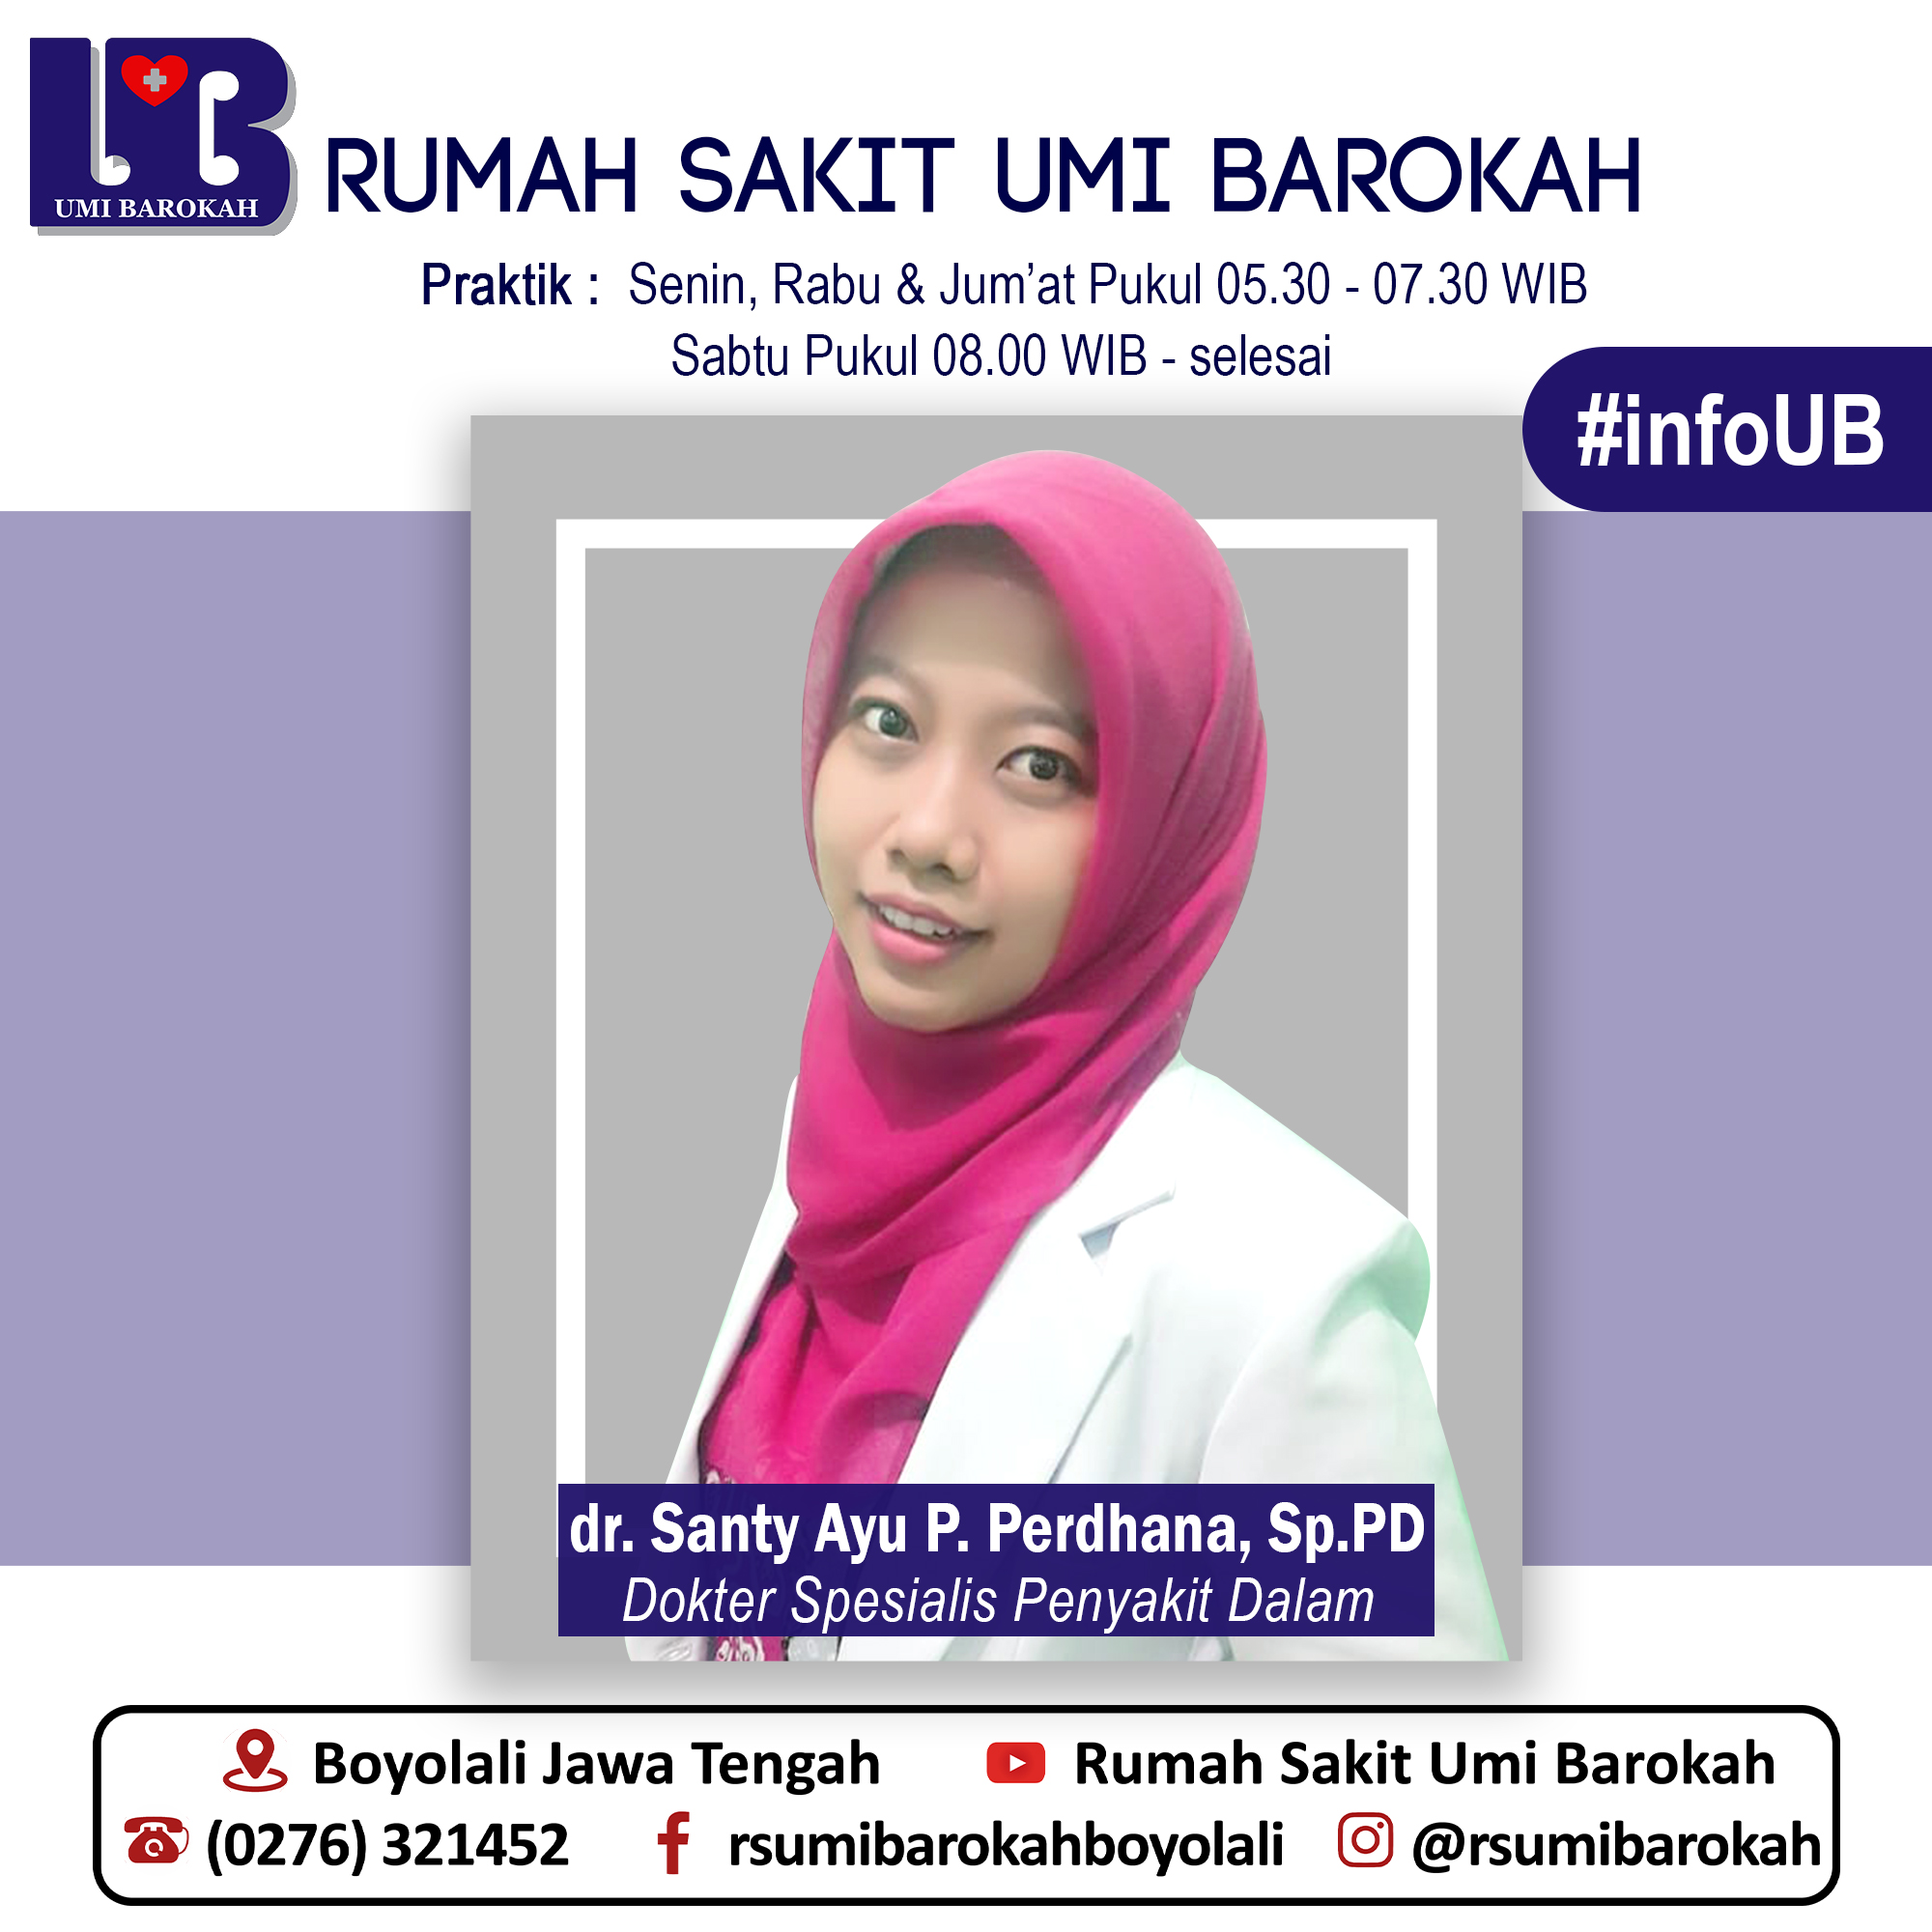 UMI BAROKAH
RUMAH SAKIT UMI BAROKAH
Praktik : Senin, Rabu & Jum’at Pukul 05.30 - 07.30 WIB
Sabtu Pukul 08.00 WIB - selesai
#infoUB
dr. Santy Ayu P. Perdhana, Sp.PD
Dokter Spesialis Penyakit Dalam
Boyolali Jawa Tengah
Rumah Sakit Umi Barokah
(0276) 321452
rsumibarokahboyolali
@rsumibarokah